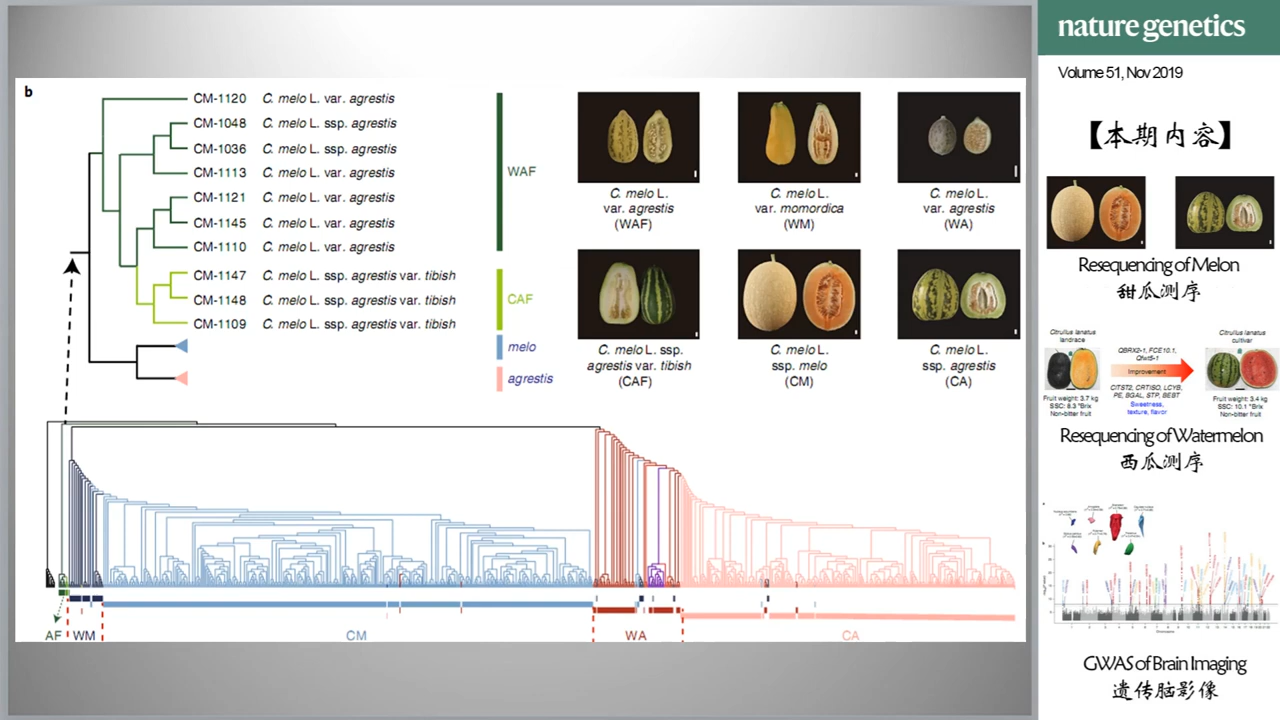 b
CM-1120 C. melo L. var. agrestis
CM-1048 C. melo L. ssp. agrestis
CM-1036 C. melo L. ssp. agrestis
CM-1113 C. melo L. var. agrestis
CM-1121 C. melo L. var. agrestis
CM-1145 C. melo L. var. agrestis
CM-1110 C. melo L. var. agrestis
CM-1147 C. melo L. ssp. agrestis var. tibish
CM-1148 C. melo L. ssp. agrestis var. tibish
CM-1109 C. melo L. ssp. agrestis var. tibish
WAF
CAF
melo
agrestis
C. melo L.
var. agrestis
(WAF)
C. melo L.
var. momordica
(WM)
C. melo L.
var. agrestis
(WA)
C. melo L. ssp.
agrestis var. tibish
(CAF)
C. melo L.
ssp. melo
(CM)
C. melo L.
ssp. agrestis
(CA)
AF
WM
CM
WA
CA
nature genetics
Volume 51, Nov 2019
【本期内容】
Resequencing of Melon
甜瓜测序
Citrullus lanatus
landrace
Citrullus lanatus
cultivar
QBRX2-1, FCE10.1,
Qfwt5-1
Improvement
ClTST2, CRTISO, LCYB,
PE, BGAL, STP, BEBT
Sweetness,
texture, flavor
Fruit weight: 3.7 kg
SSC: 8.3 °Brix
Non-bitter fruit
Fruit weight: 3.4 kg
SSC: 10.1 °Brix
Non-bitter fruit
Resequencing of Watermelon
西瓜测序
GWAS of Brain Imaging
遗传脑影像